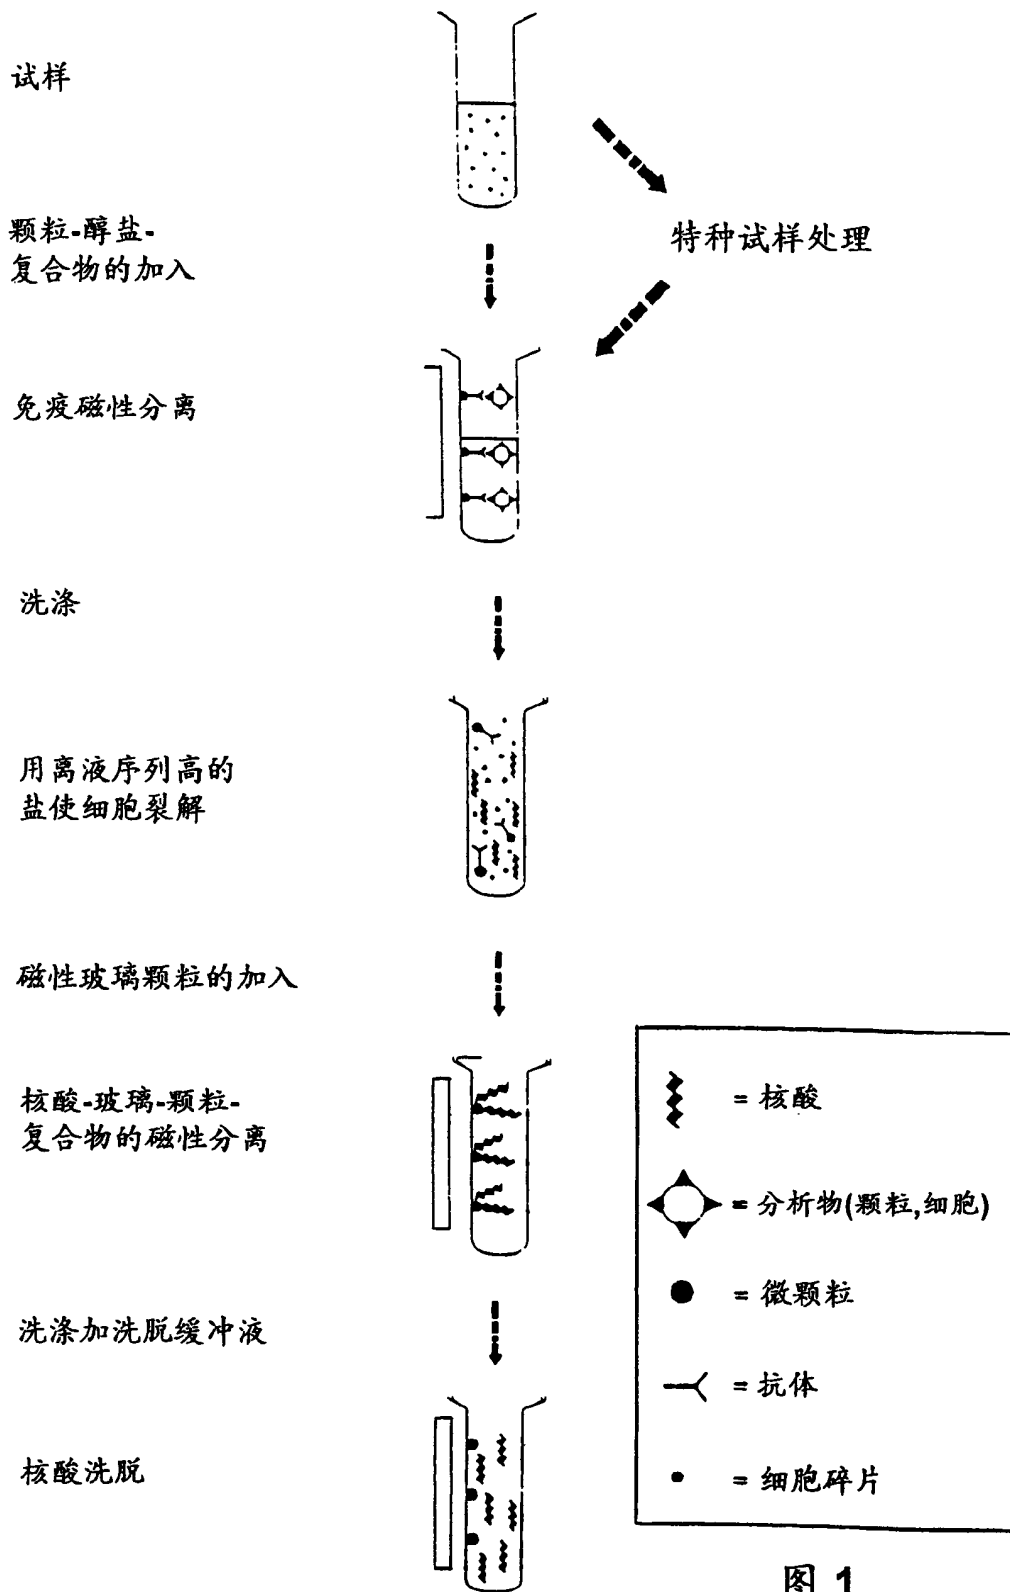 试样
颗粒-醇盐-
复合物的加入
特种试样处理
免疫磁性分离
洗涤
用离液序列高的
盐使细胞裂解
磁性玻璃颗粒的加入
核酸-玻璃-颗粒-
复合物的磁性分离
洗涤加洗脱缓冲液
核酸洗脱
= 核酸
= 分析物(颗粒,细胞)
= 微颗粒
= 抗体
= 细胞碎片
图 1